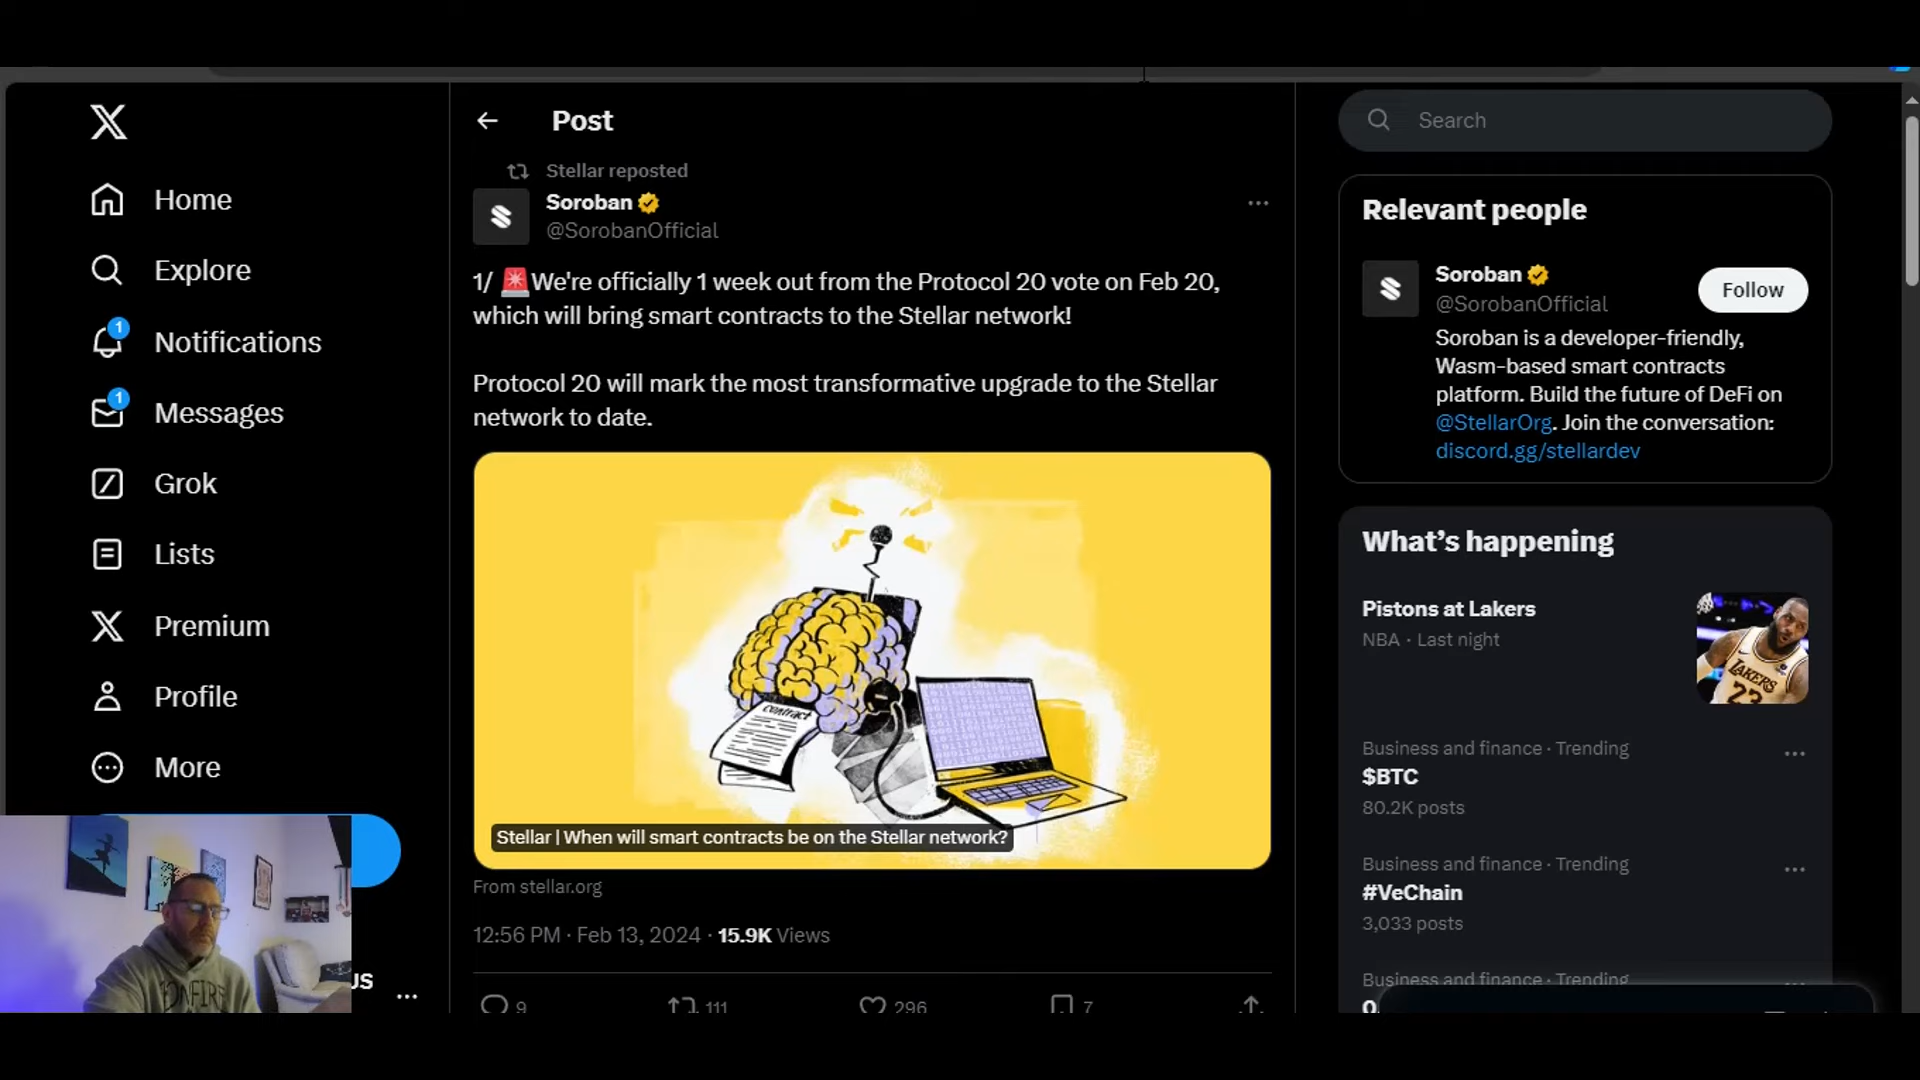 Home
Explore
1
Notifications
1
Messages
Grok
Lists
Premium
Profile
More
US
Post
Stellar reposted
Soroban
@SorobanOfficial
1/ 🚨We're officially 1 week out from the Protocol 20 vote on Feb 20,
which will bring smart contracts to the Stellar network!
Protocol 20 will mark the most transformative upgrade to the Stellar
network to date.
contract
Stellar | When will smart contracts be on the Stellar network?
From stellar.org
12:56 PM · Feb 13, 2024 · 15.9K Views
9 111 296 7
Search
Relevant people
Soroban
@SorobanOfficial
Follow
Soroban is a developer-friendly,
Wasm-based smart contracts
platform. Build the future of DeFi on
@StellarOrg. Join the conversation:
discord.gg/stellardev
What's happening
Pistons at Lakers
NBA · Last night
LAKERS
23
Business and finance · Trending
$BTC
80.2K posts
Business and finance · Trending
#VeChain
3,033 posts
Business and finance · Trending